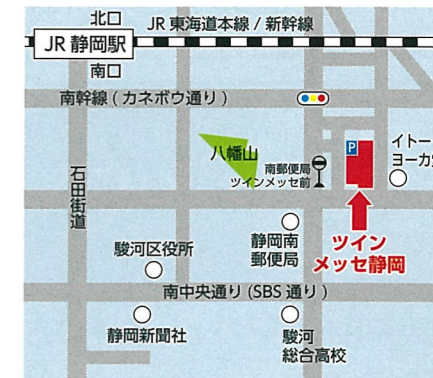 北口
JR 東海道本線 / 新幹線
JR 静岡駅
南口
南幹線 ( カネボウ通り )
八幡山
P
イトー
ヨーカ
南郵便局
ツインメッセ前
石田街道
静岡南
郵便局
ツイン
メッセ静岡
駿河区役所
南中央通り (SBS 通り )
静岡新聞社
駿河
総合高校